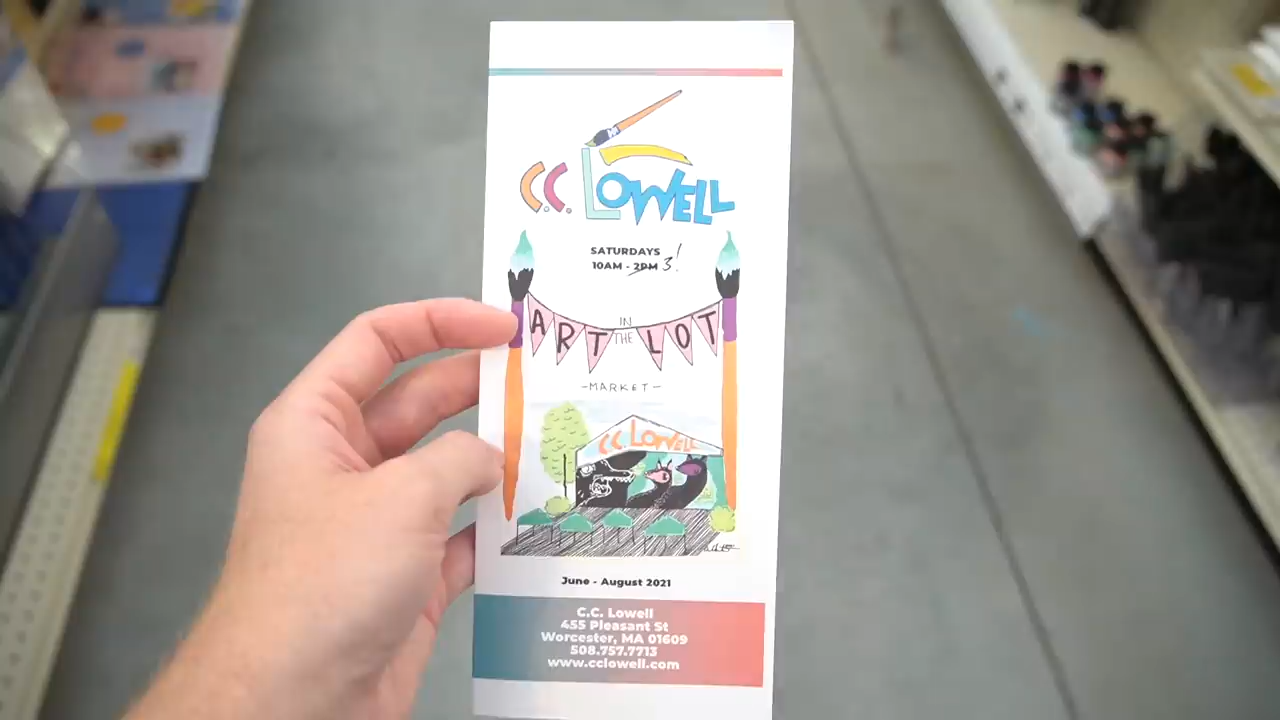 C.C. LOWELL
SATURDAYS
10AM - 2PM 3!
ART IN THE LOT
-MARKET-
C.C. LOWELL
June - August 2021
C.C. Lowell
455 Pleasant St
Worcester, MA 01609
508.757.7713
www.cclowell.com